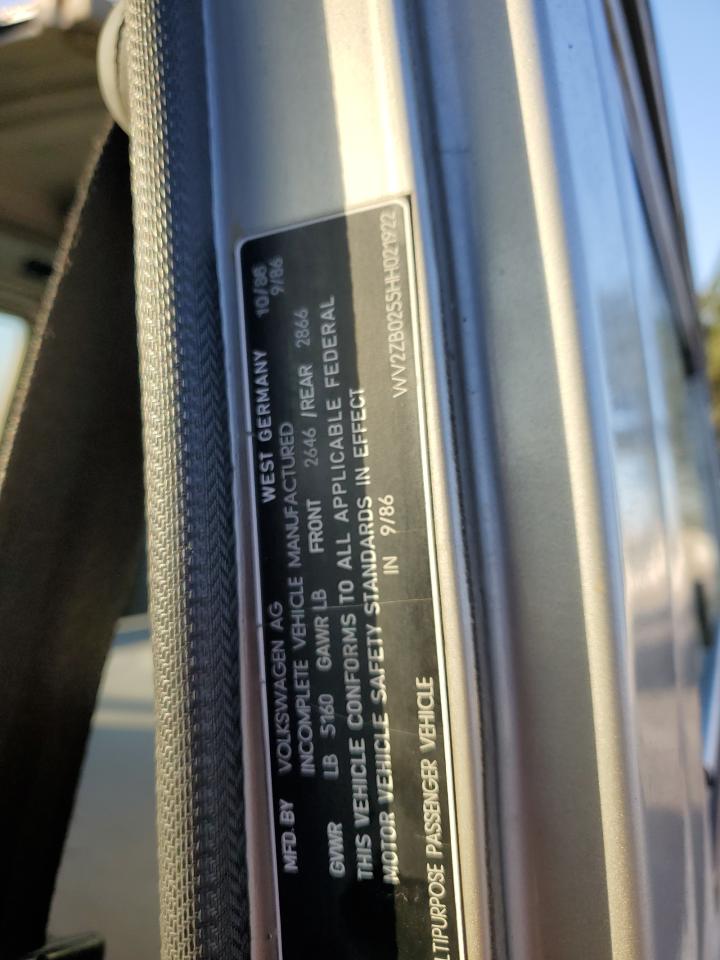 MFD. BY VOLKSWAGEN AG WEST GERMANY 10/86
INCOMPLETE VEHICLE MANUFACTURED 9/86
GVWR LB 5160 GAWR LB FRONT 2646 /REAR 2866
THIS VEHICLE CONFORMS TO ALL APPLICABLE FEDERAL
MOTOR VEHICLE SAFETY STANDARDS IN EFFECT
IN 9/86 WV2ZB025SHH021922
LTIPURPOSE PASSENGER VEHICLE